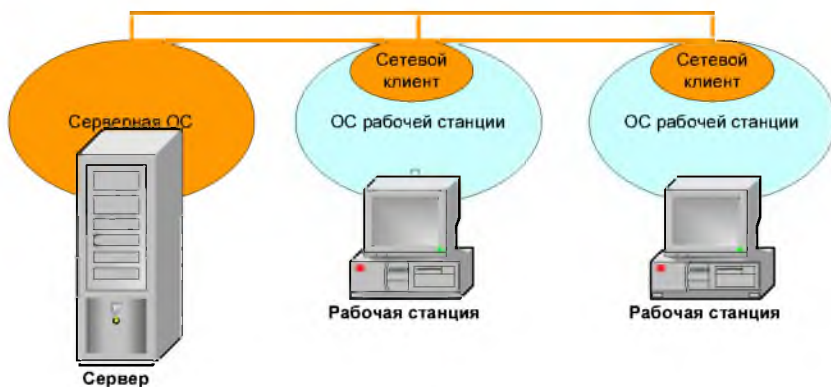 Сетевой
клиент
Сетевой
клиент
Серверная ОС
ОС рабочей станции
ОС рабочей станции
Рабочая станция
Рабочая станция
Сервер